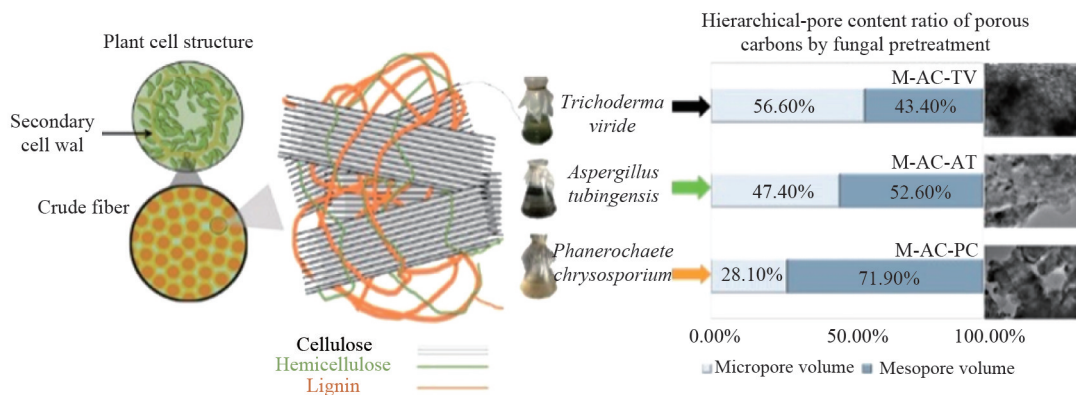 Plant cell structure
Secondary
cell wal
Crude fiber
Cellulose
Hemicellulose
Lignin
Trichoderma
viride
Aspergillus
tubingensis
Phanerochaete
chrysosporium
Hierarchical-pore content ratio of porous
carbons by fungal pretreatment
M-AC-TV
56.60%
43.40%
M-AC-AT
47.40%
52.60%
M-AC-PC
28.10%
71.90%
0.00%
50.00%
100.00%
Micropore volume
Mesopore volume